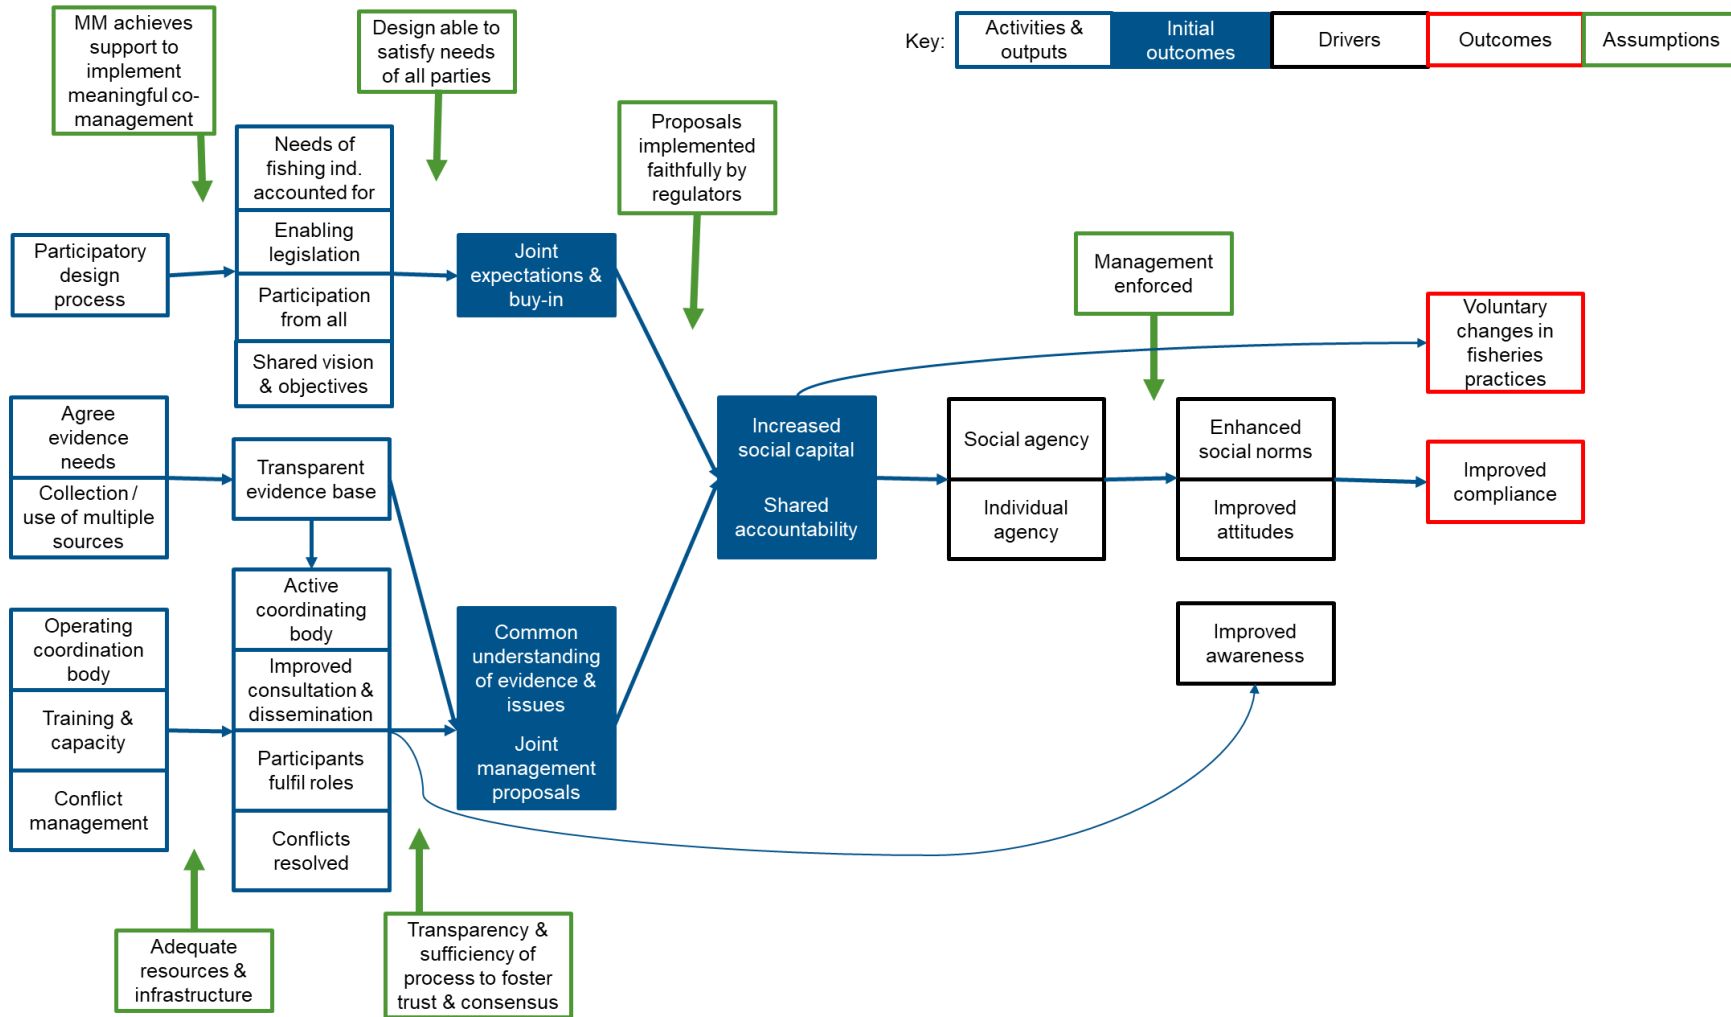 MM achieves
support to
implement
meaningful co-
management
Design able to
satisfy needs
of all parties
Key:
Activities &
outputs
Initial
outcomes
Drivers
Outcomes
Assumptions
Proposals
implemented
faithfully by
regulators
Needs of
fishing ind.
accounted for
Enabling
legislation
Participation
from all
Shared vision
& objectives
Participatory
design
process
Joint
expectations &
buy-in
Management
enforced
Voluntary
changes in
fisheries
practices
Agree
evidence
needs
Collection /
use of multiple
sources
Transparent
evidence base
Increased
social capital
Shared
accountability
Social agency
Individual
agency
Enhanced
social norms
Improved
attitudes
Improved
compliance
Operating
coordination
body
Training &
capacity
Conflict
management
Active
coordinating
body
Improved
consultation &
dissemination
Participants
fulfil roles
Conflicts
resolved
Common
understanding
of evidence &
issues
Joint
management
proposals
Improved
awareness
Adequate
resources &
infrastructure
Transparency &
sufficiency of
process to foster
trust & consensus